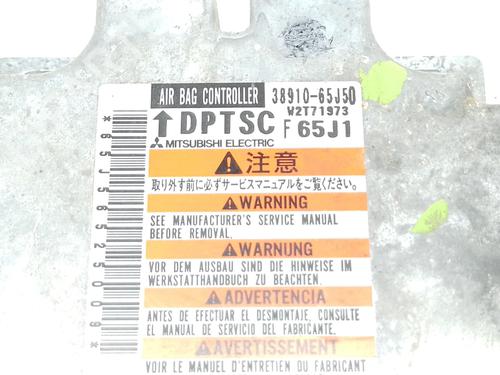 AIR BAG CONTROLLER 38910-65J50
W2T71973
↑DPTSC F 65J1
MITSUBISHI ELECTRIC
⚠注意
取り外す前に必ずサービスマニュアルをご覧ください。
⚠WARNING
SEE MANUFACTURER'S SERVICE MANUAL
BEFORE REMOVAL.
⚠WARNUNG
VOR DEM AUSBAU SIND DIE HINWEISE IM
WERKSTATTHANDBUCH ZU BEACHTEN.
⚠ADVERTENCIA
ANTES DE EFECTUAR EL DESMONTAJE, CONSULTE
EL MANUAL DE SERVICIO DEL FABRICANTE.
⚠AVERTISSEMENT
VOIR LE MANUEL D'ENTRETIEN DU FABRICANT
*65J56525009*